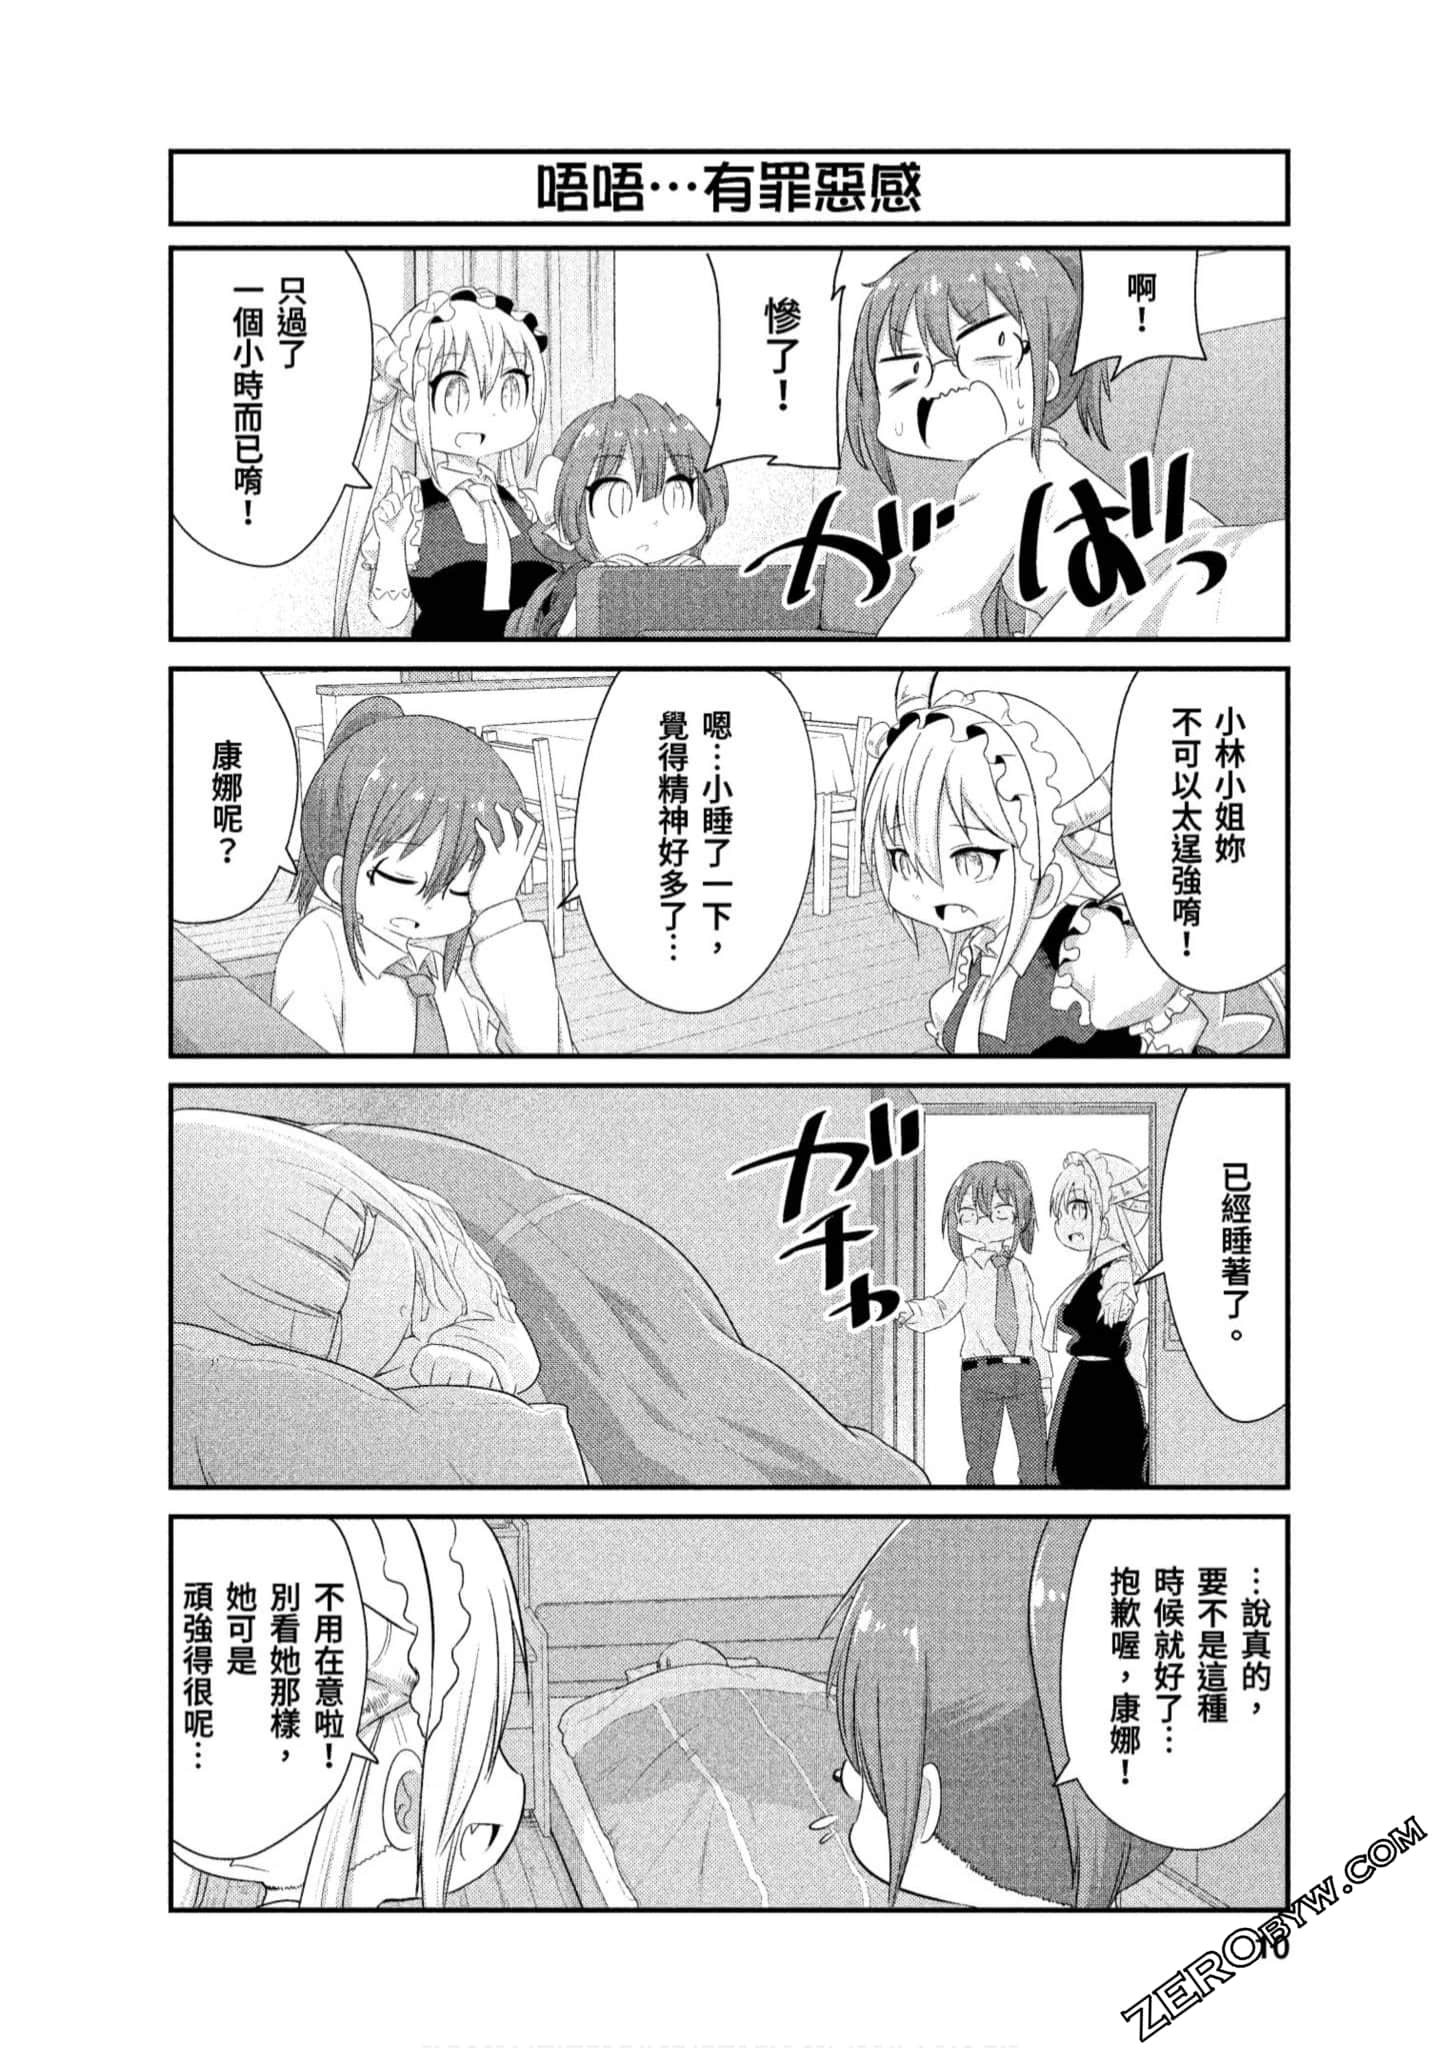 唔唔…有罪惡感
啊！
慘了！
がばっ
只過了
一個小時而已唷！
小林小姐妳
不可以太逞強唷！
嗯…小睡了一下，
覺得精神好多了…
康娜呢？
已經睡著了。
ガチャ
…說真的，
要不是這種
時候就好了…
抱歉喔，康娜！
不用在意啦！
別看她那樣，
她可是
頑強得很呢…
10
ZEROBYW.COM